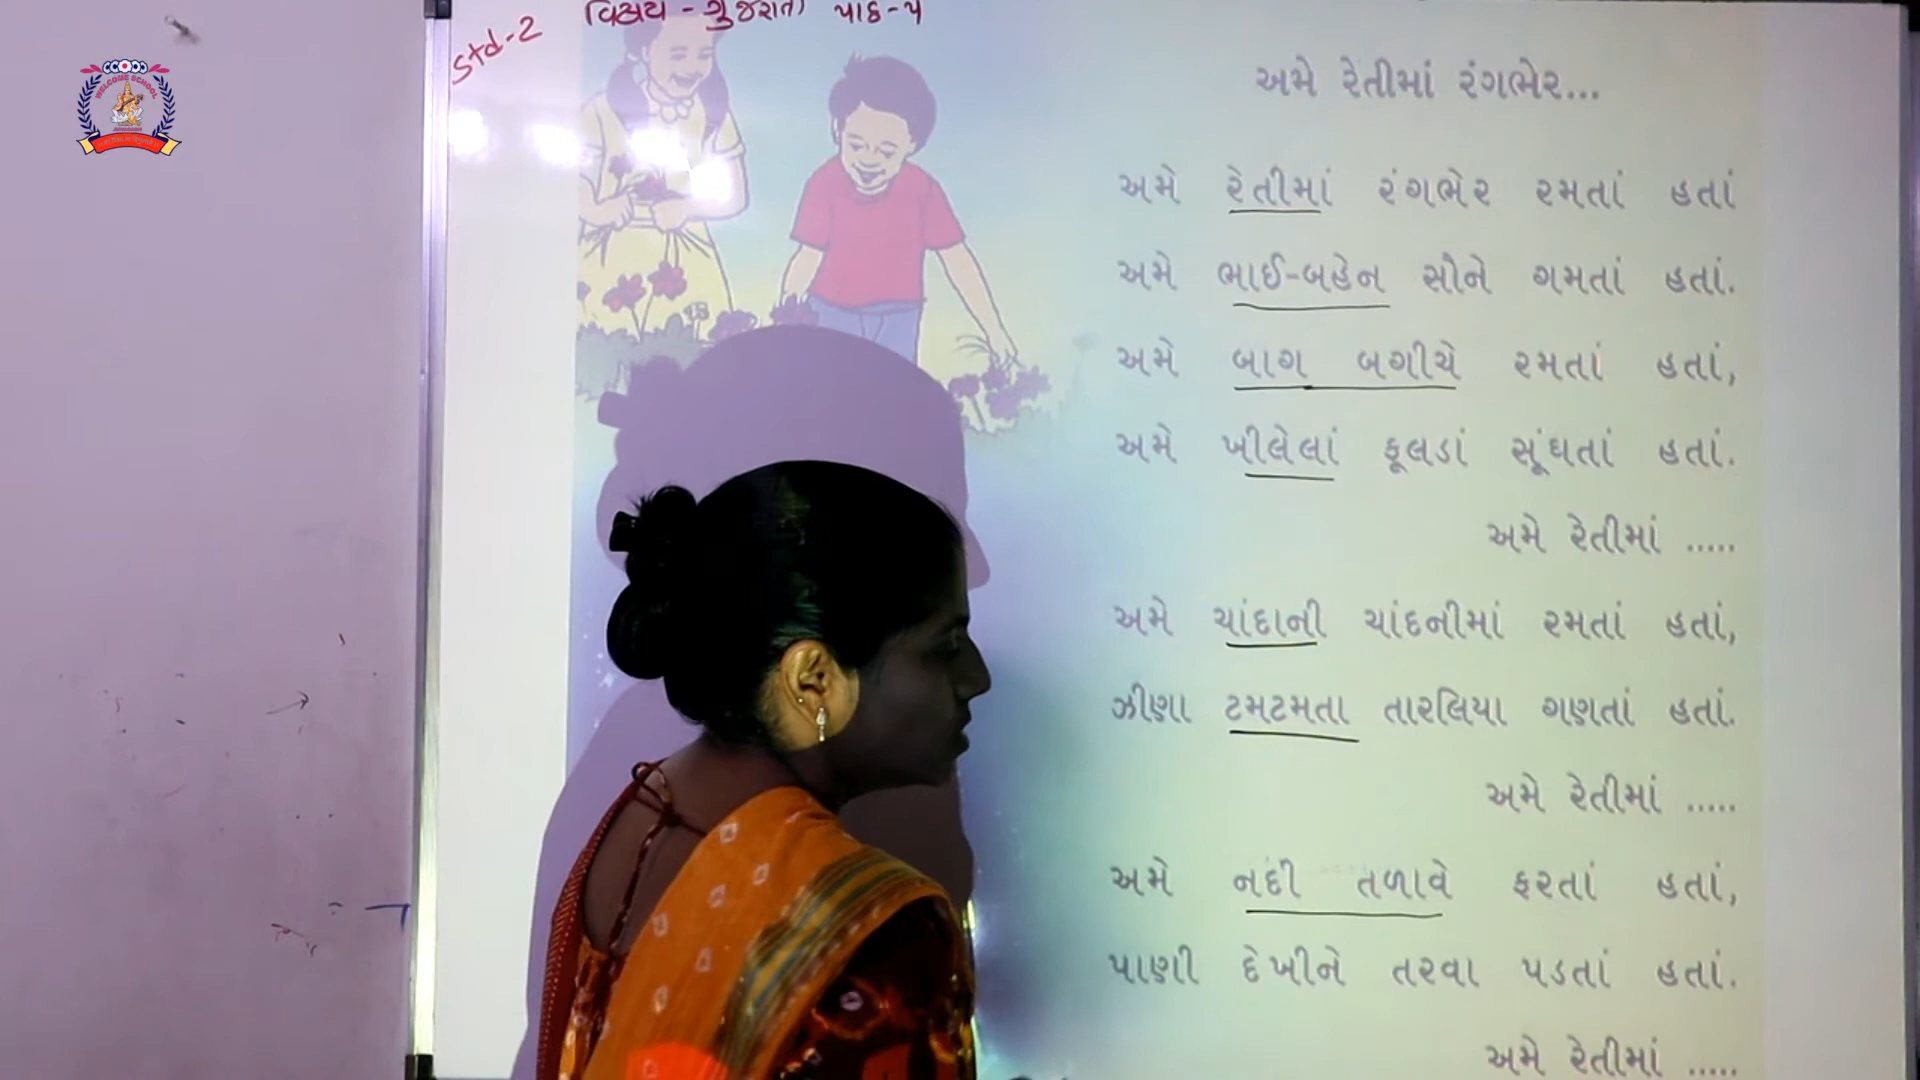 WELCOME SCHOOL
Std-2
વિષય - ગુજરાતી પાઠ-૫
અમે રેતીમાં રંગભેર...
અમે રેતીમાં રંગભેર રમતાં હતાં
અમે ભાઈ-બહેન સૌને ગમતાં હતાં.
અમે બાગ બગીચે રમતાં હતાં,
અમે ખીલેલાં ફૂલડાં સૂંઘતાં હતાં.
અમે રેતીમાં .....
અમે ચાંદાની ચાંદનીમાં રમતાં હતાં,
ઝીણા ટમટમતા તારલિયા ગણતાં હતાં.
અમે રેતીમાં .....
અમે નદી તળાવે ફરતાં હતાં,
પાણી દેખીને તરવા પડતાં હતાં.
અમે રેતીમાં .....